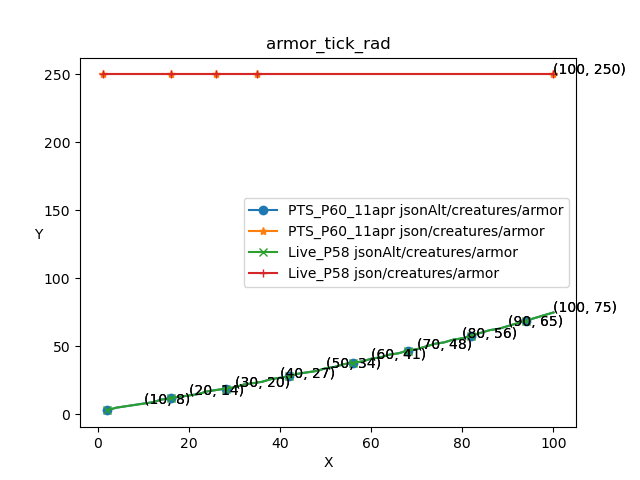 armor_tick_rad
(100, 250)
250
200
150
100
50
0
Y
PTS_P60_11apr jsonAlt/creatures/armor
PTS_P60_11apr json/creatures/armor
Live_P58 jsonAlt/creatures/armor
Live_P58 json/creatures/armor
(100, 75)
(90, 65)
(80, 56)
(70, 48)
(60, 41)
(50, 34)
(40, 27)
(30, 20)
(20, 14)
(10, 8)
0 20 40 60 80 100
X